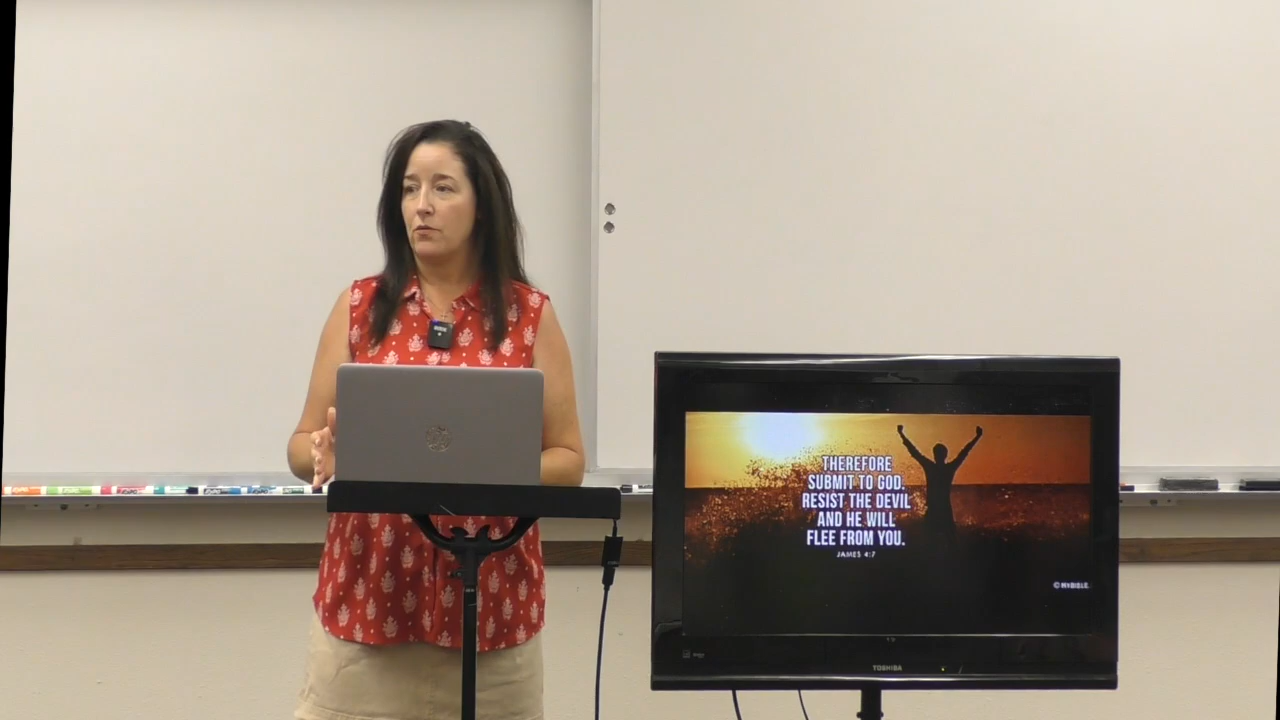 THEREFORE
SUBMIT TO GOD.
RESIST THE DEVIL
AND HE WILL
FLEE FROM YOU.
JAMES 4:7
© MYBIBLE
TOSHIBA